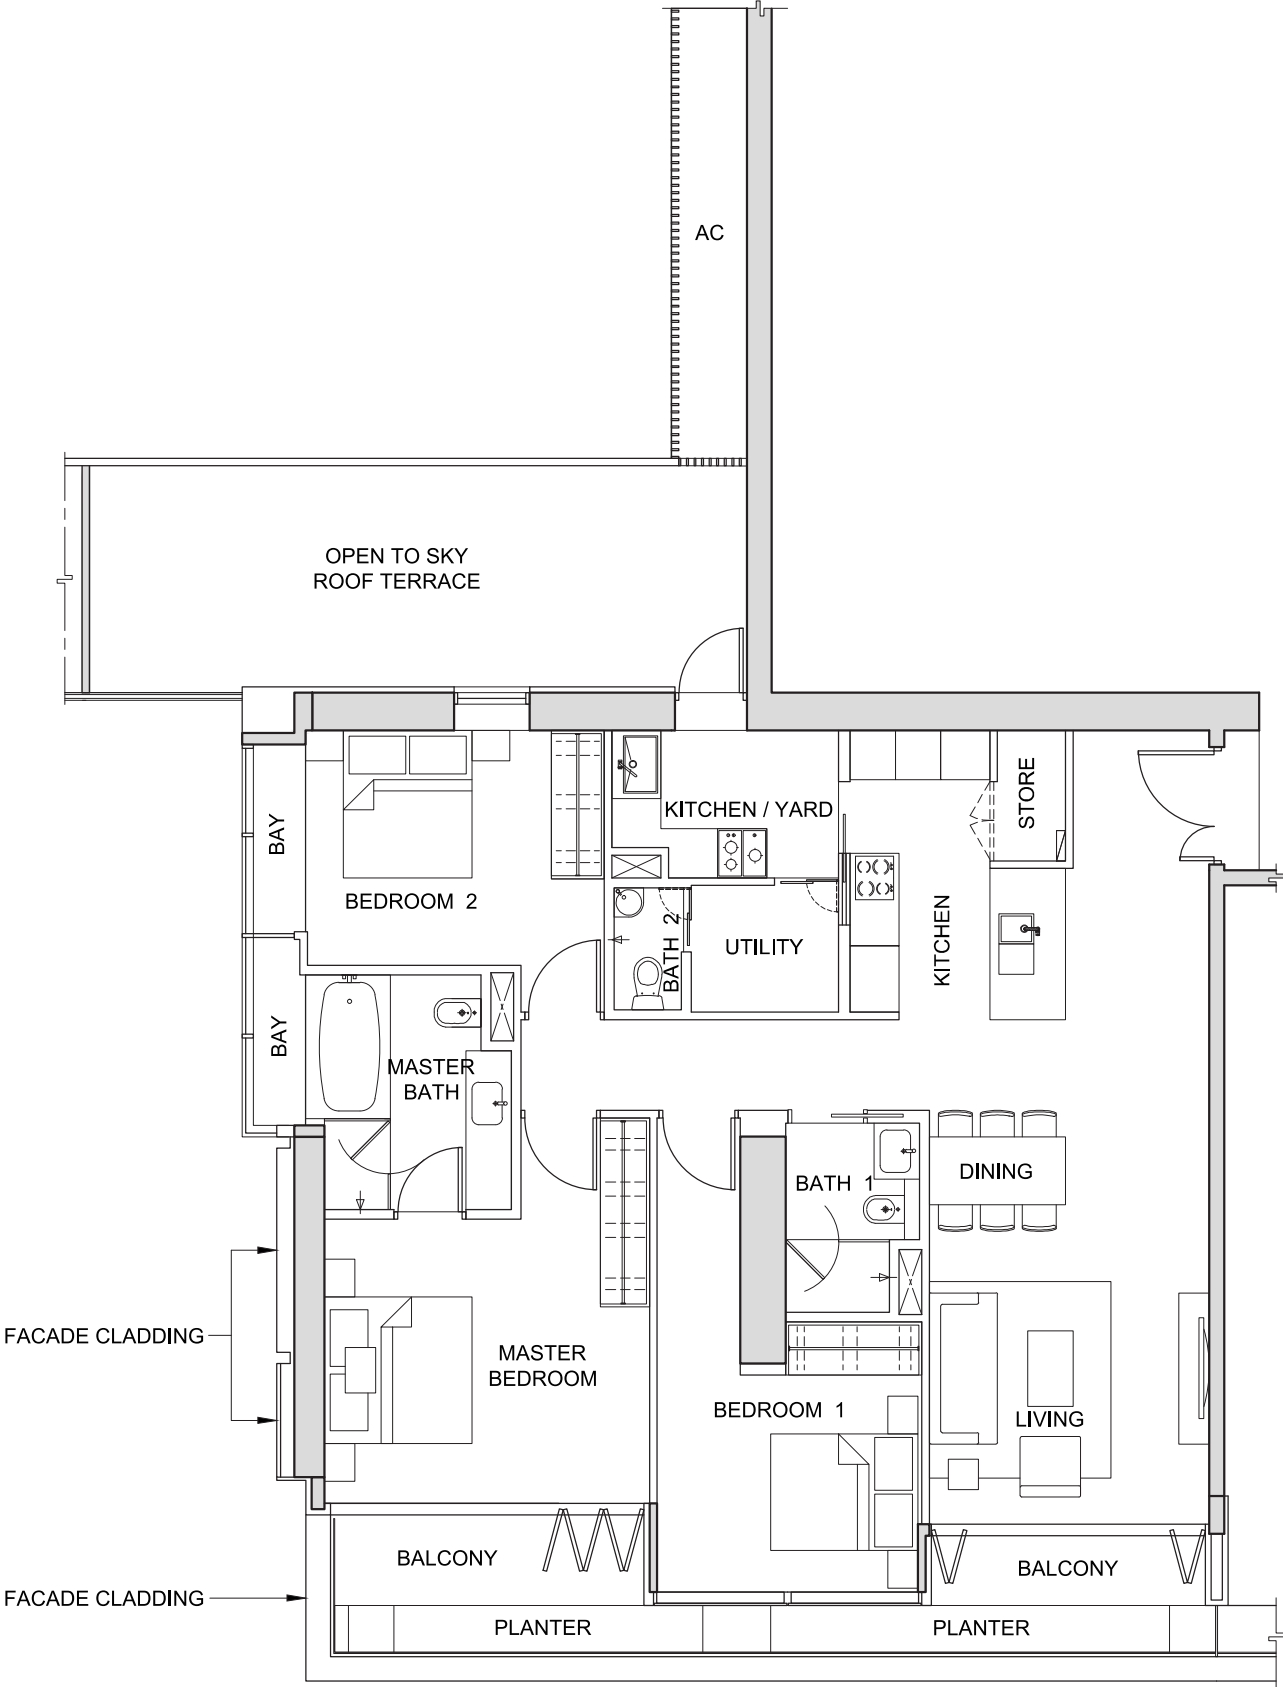 AC
OPEN TO SKY
ROOF TERRACE
STORE
KITCHEN / YARD
BAY
BEDROOM 2
BATH 2
UTILITY
KITCHEN
BAY
MASTER
BATH
DINING
BATH 1
FACADE CLADDING
MASTER
BEDROOM
BEDROOM 1
LIVING
BALCONY
BALCONY
FACADE CLADDING
PLANTER
PLANTER